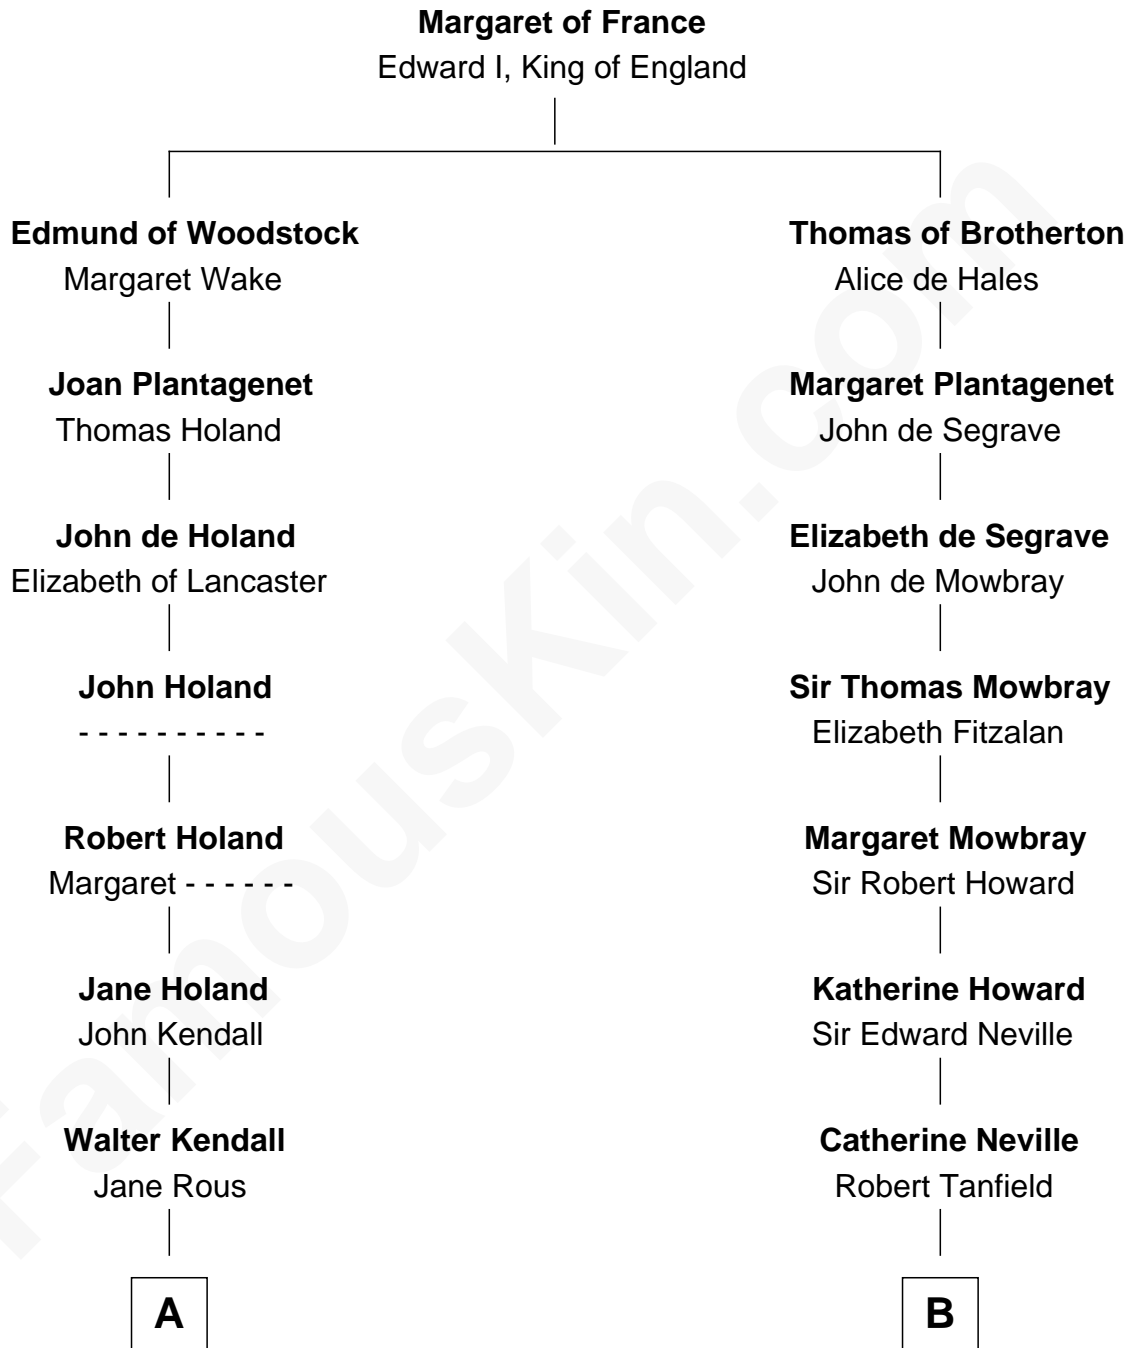 Margaret of France
Edward I, King of England
Edmund of Woodstock
Margaret Wake
Thomas of Brotherton
Alice de Hales
Joan Plantagenet
Thomas Holand
Margaret Plantagenet
John de Segrave
John de Holand
Elizabeth of Lancaster
Elizabeth de Segrave
John de Mowbray
John Holand
- - - - - - - - - -
Sir Thomas Mowbray
Elizabeth Fitzalan
Robert Holand
Margaret - - - - - -
Margaret Mowbray
Sir Robert Howard
Jane Holand
John Kendall
Katherine Howard
Sir Edward Neville
Walter Kendall
Jane Rous
Catherine Neville
Robert Tanfield
A
B
FamousKin.com